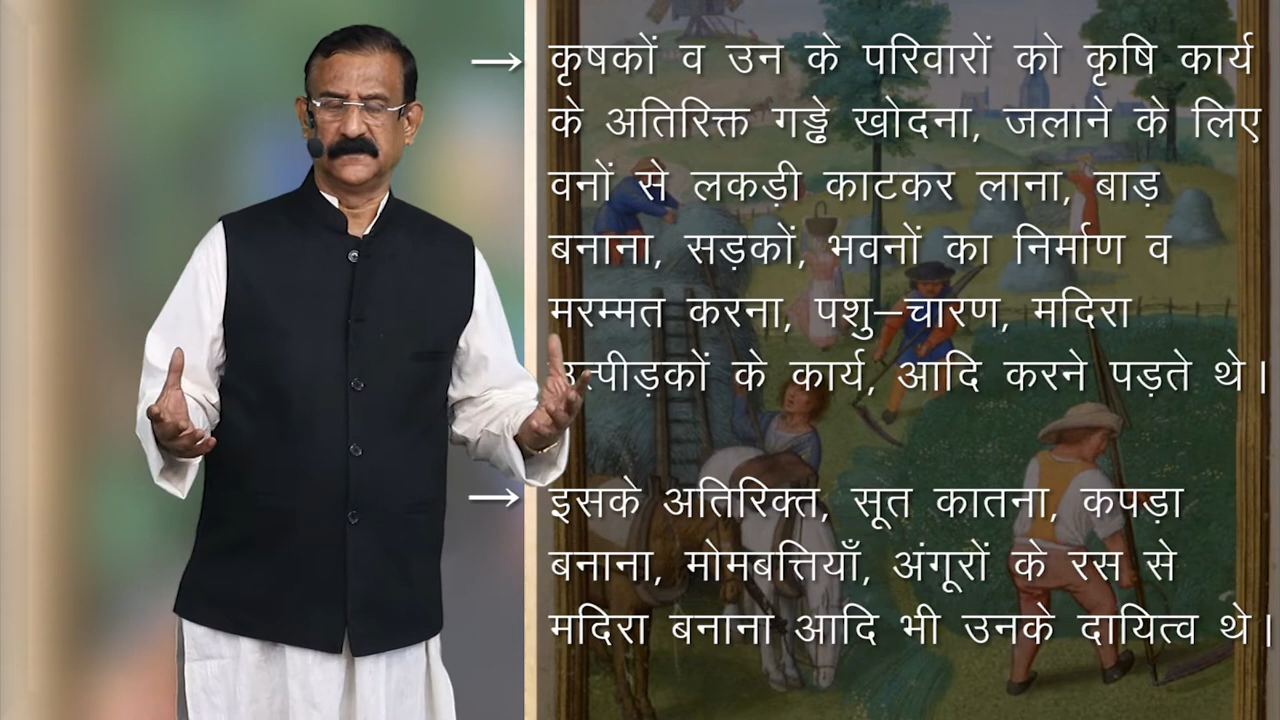 → कृषकों व उन के परिवारों को कृषि कार्य
के अतिरिक्त गड्ढे खोदना, जलाने के लिए
वनों से लकड़ी काटकर लाना, बाड़
बनाना, सड़कों, भवनों का निर्माण व
मरम्मत करना, पशु–चारण, मदिरा
उत्पीड़कों के कार्य, आदि करने पड़ते थे।
→ इसके अतिरिक्त, सूत कातना, कपड़ा
बनाना, मोमबत्तियाँ, अंगूरों के रस से
मदिरा बनाना आदि भी उनके दायित्व थे।